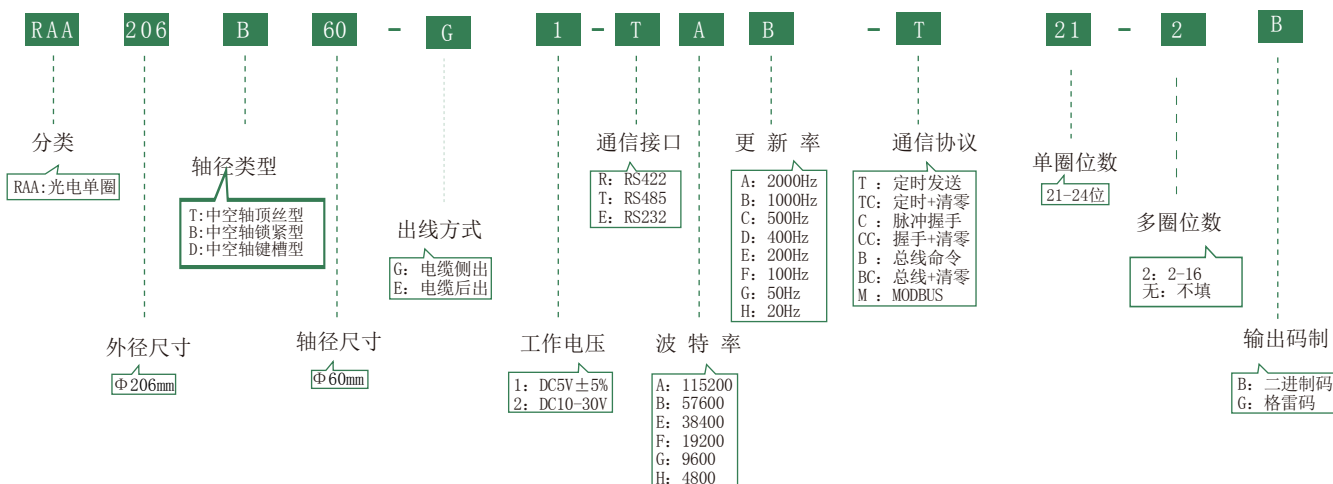 RAA 206 B 60 - G 1 - T A B - T 21 - 2 B
分类
RAA:光电单圈
外径尺寸
Φ206mm
轴径类型
T:中空轴顶丝型
B:中空轴锁紧型
D:中空轴键槽型
轴径尺寸
Φ60mm
出线方式
G: 电缆侧出
E: 电缆后出
工作电压
1: DC5V±5%
2: DC10-30V
通信接口
R: RS422
T: RS485
E: RS232
波 特 率
A: 115200
B: 57600
E: 38400
F: 19200
G: 9600
H: 4800
更 新 率
A: 2000Hz
B: 1000Hz
C: 500Hz
D: 400Hz
E: 200Hz
F: 100Hz
G: 50Hz
H: 20Hz
通信协议
T : 定时发送
TC: 定时+清零
C : 脉冲握手
CC: 握手+清零
B : 总线命令
BC: 总线+清零
M : MODBUS
单圈位数
21-24位
多圈位数
2: 2-16
无: 不填
输出码制
B: 二进制码
G: 格雷码